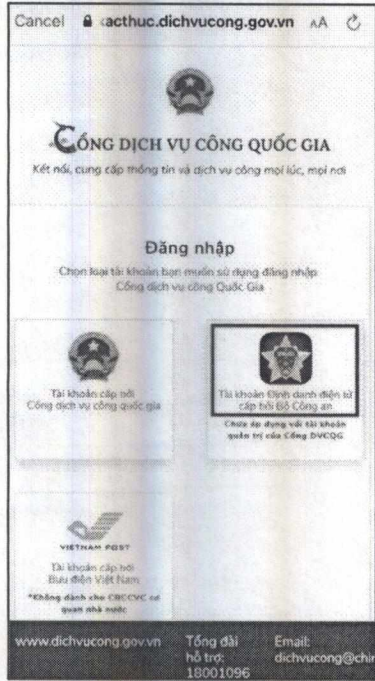 Cancel
xacthuc.dichvucong.gov.vn
AA
CỔNG DỊCH VỤ CÔNG QUỐC GIA
Kết nối, cung cấp thông tin và dịch vụ công mọi lúc, mọi nơi
Đăng nhập
Chọn loại tài khoản bạn muốn sử dụng đăng nhập
Cổng dịch vụ công Quốc Gia
Tài khoản cấp bởi
Cổng dịch vụ công quốc gia
Tài khoản Định danh điện tử
cấp bởi Bộ Công an
Chưa áp dụng với tài khoản
quản trị của Cổng DVCQG
VIETNAM POST
Tài khoản cấp bởi
Bưu điện Việt Nam
*Không dành cho CBCCVC cơ
quan nhà nước
www.dichvucong.gov.vn
Tổng đài
hỗ trợ:
18001096
Email:
dichvucong@chin